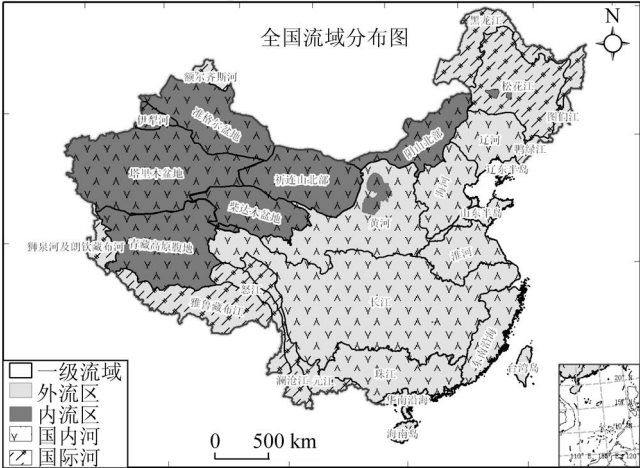 全国流域分布图
N
黑龙江
松花江
图们江
鸭绿江
辽河
辽东半岛
额尔齐斯河
准格尔盆地
伊犁河
塔里木盆地
祁连山北部
阴山北部
柴达木盆地
青藏高原腹地
狮泉河及朗钦藏布河
黄河
海河
山东半岛
淮河
怒江
雅鲁藏布江
长江
东南沿海
台湾岛
澜沧江
元江
珠江
华南沿海
海南岛
一级流域
外流区
内流区
国内河
国际河
0 500 km